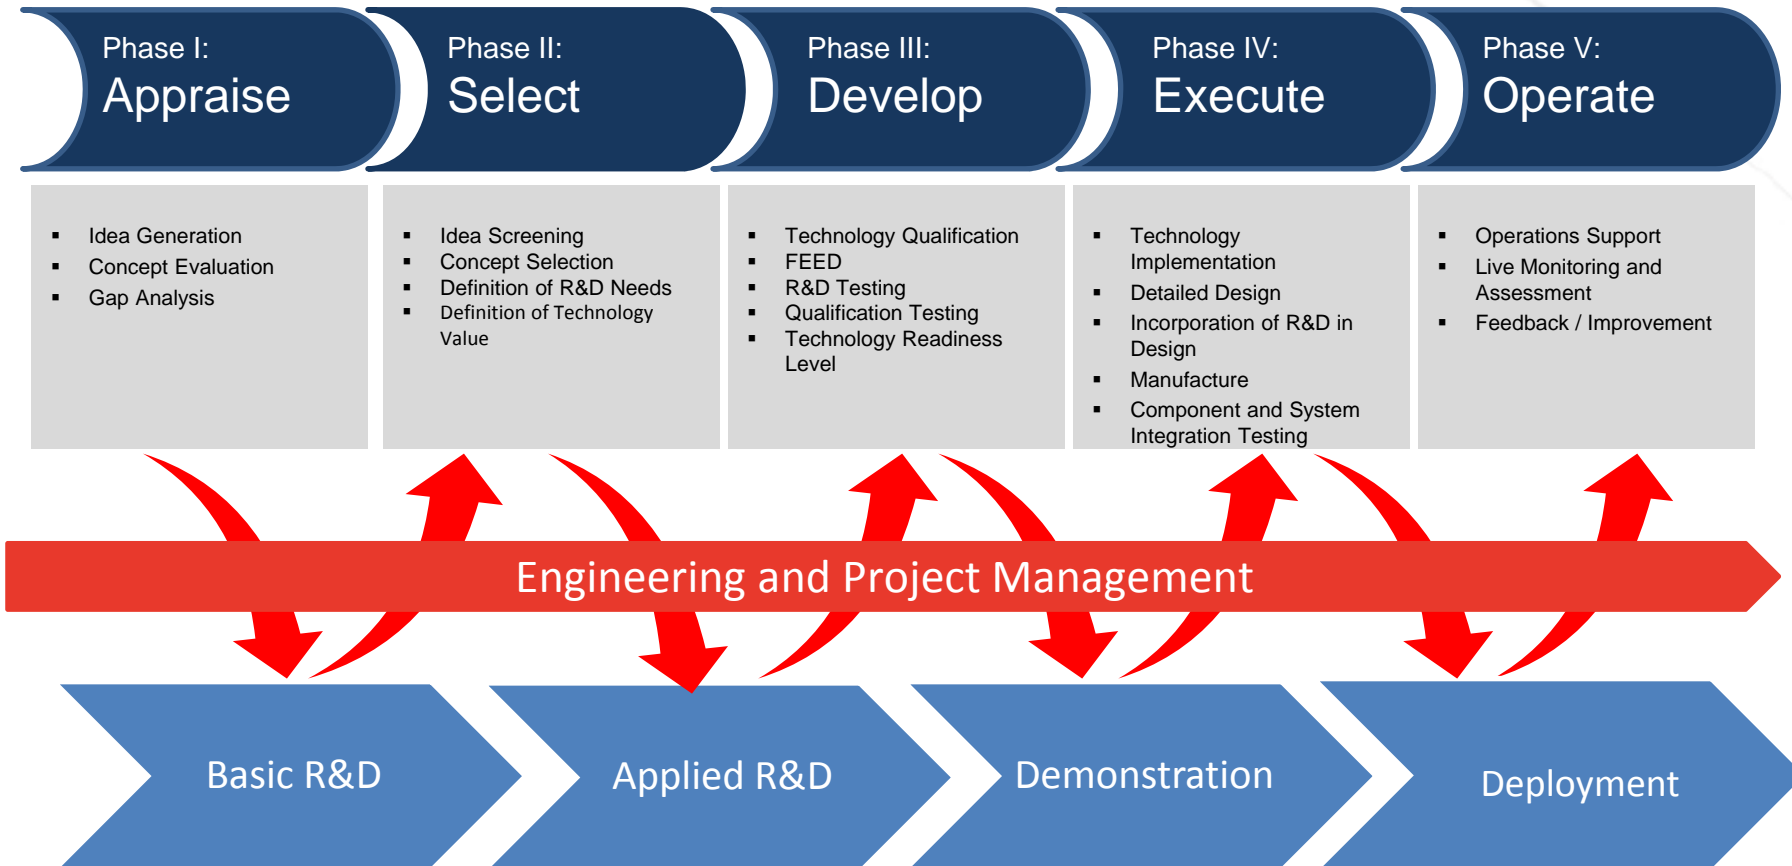 Phase I:
Appraise
Phase II:
Select
Phase III:
Develop
Phase IV:
Execute
Phase V:
Operate
▪ Idea Generation
▪ Concept Evaluation
▪ Gap Analysis
▪ Idea Screening
▪ Concept Selection
▪ Definition of R&D Needs
▪ Definition of Technology
Value
▪ Technology Qualification
▪ FEED
▪ R&D Testing
▪ Qualification Testing
▪ Technology Readiness
Level
▪ Technology
Implementation
▪ Detailed Design
▪ Incorporation of R&D in
Design
▪ Manufacture
▪ Component and System
Integration Testing
▪ Operations Support
▪ Live Monitoring and
Assessment
▪ Feedback / Improvement
Engineering and Project Management
Basic R&D
Applied R&D
Demonstration
Deployment